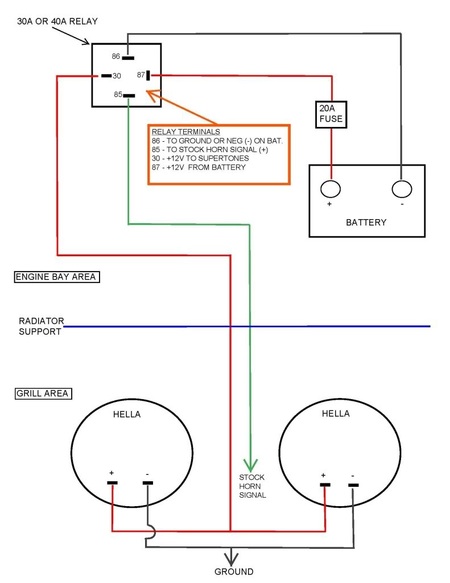 30A OR 40A RELAY
86
30
87
85
20A
FUSE
RELAY TERMINALS
86 - TO GROUND OR NEG (-) ON BAT.
85 - TO STOCK HORN SIGNAL (+)
30 - +12V TO SUPERTONES
87 - +12V FROM BATTERY
+
-
BATTERY
ENGINE BAY AREA
RADIATOR
SUPPORT
GRILL AREA
HELLA
HELLA
+
-
+
-
STOCK
HORN
SIGNAL
GROUND